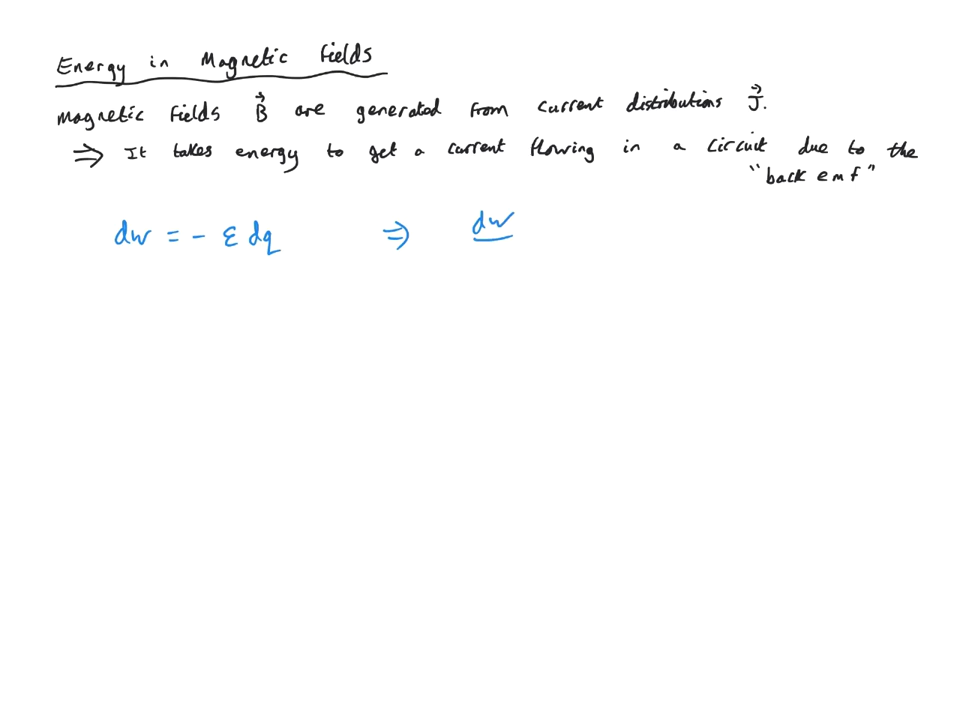 Energy in Magnetic Fields
Magnetic Fields B⃗ are generated from current distributions J⃗.
⇒ It takes energy to get a current flowing in a circuit due to the
"back emf"
dw = - ε dq ⇒ dw